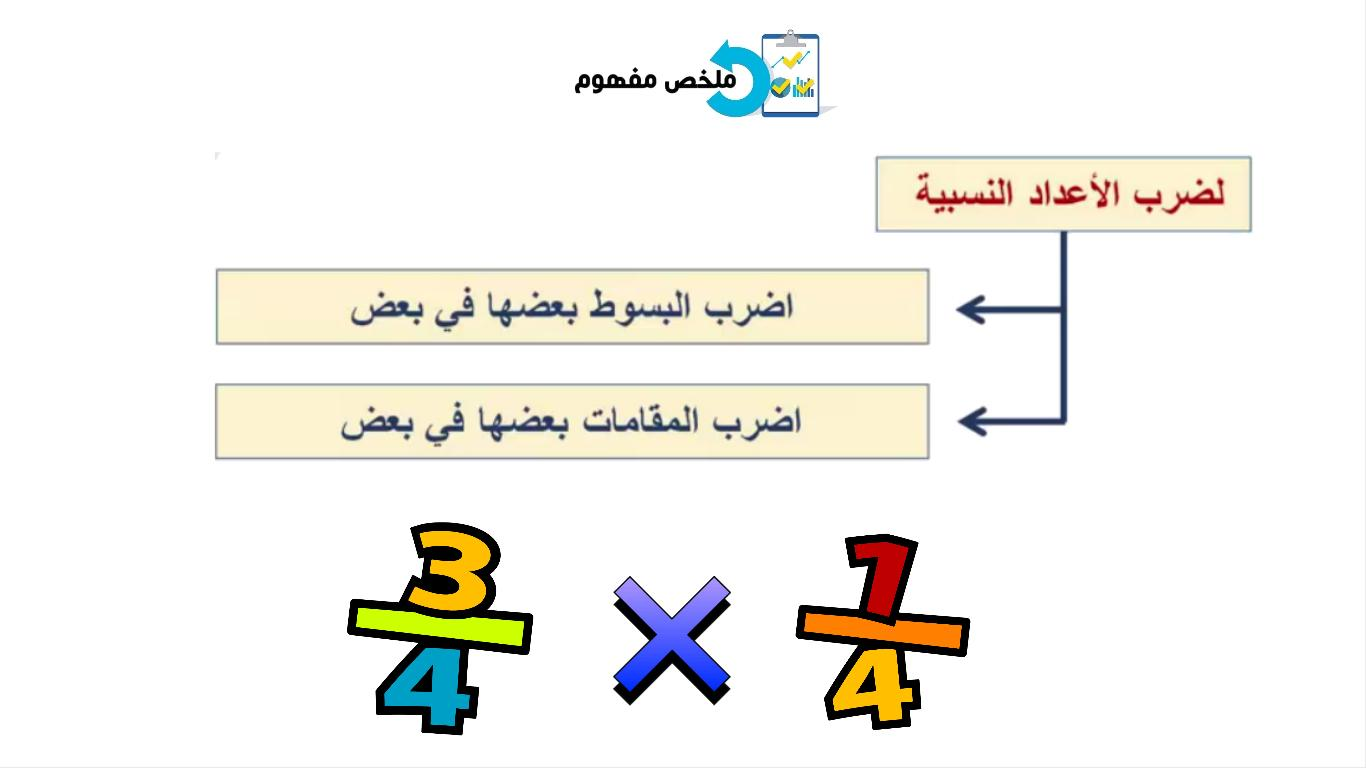 ملخص مفهوم
لضرب الأعداد النسبية
اضرب البسوط بعضها في بعض
اضرب المقامات بعضها في بعض
3 × 1
4 4